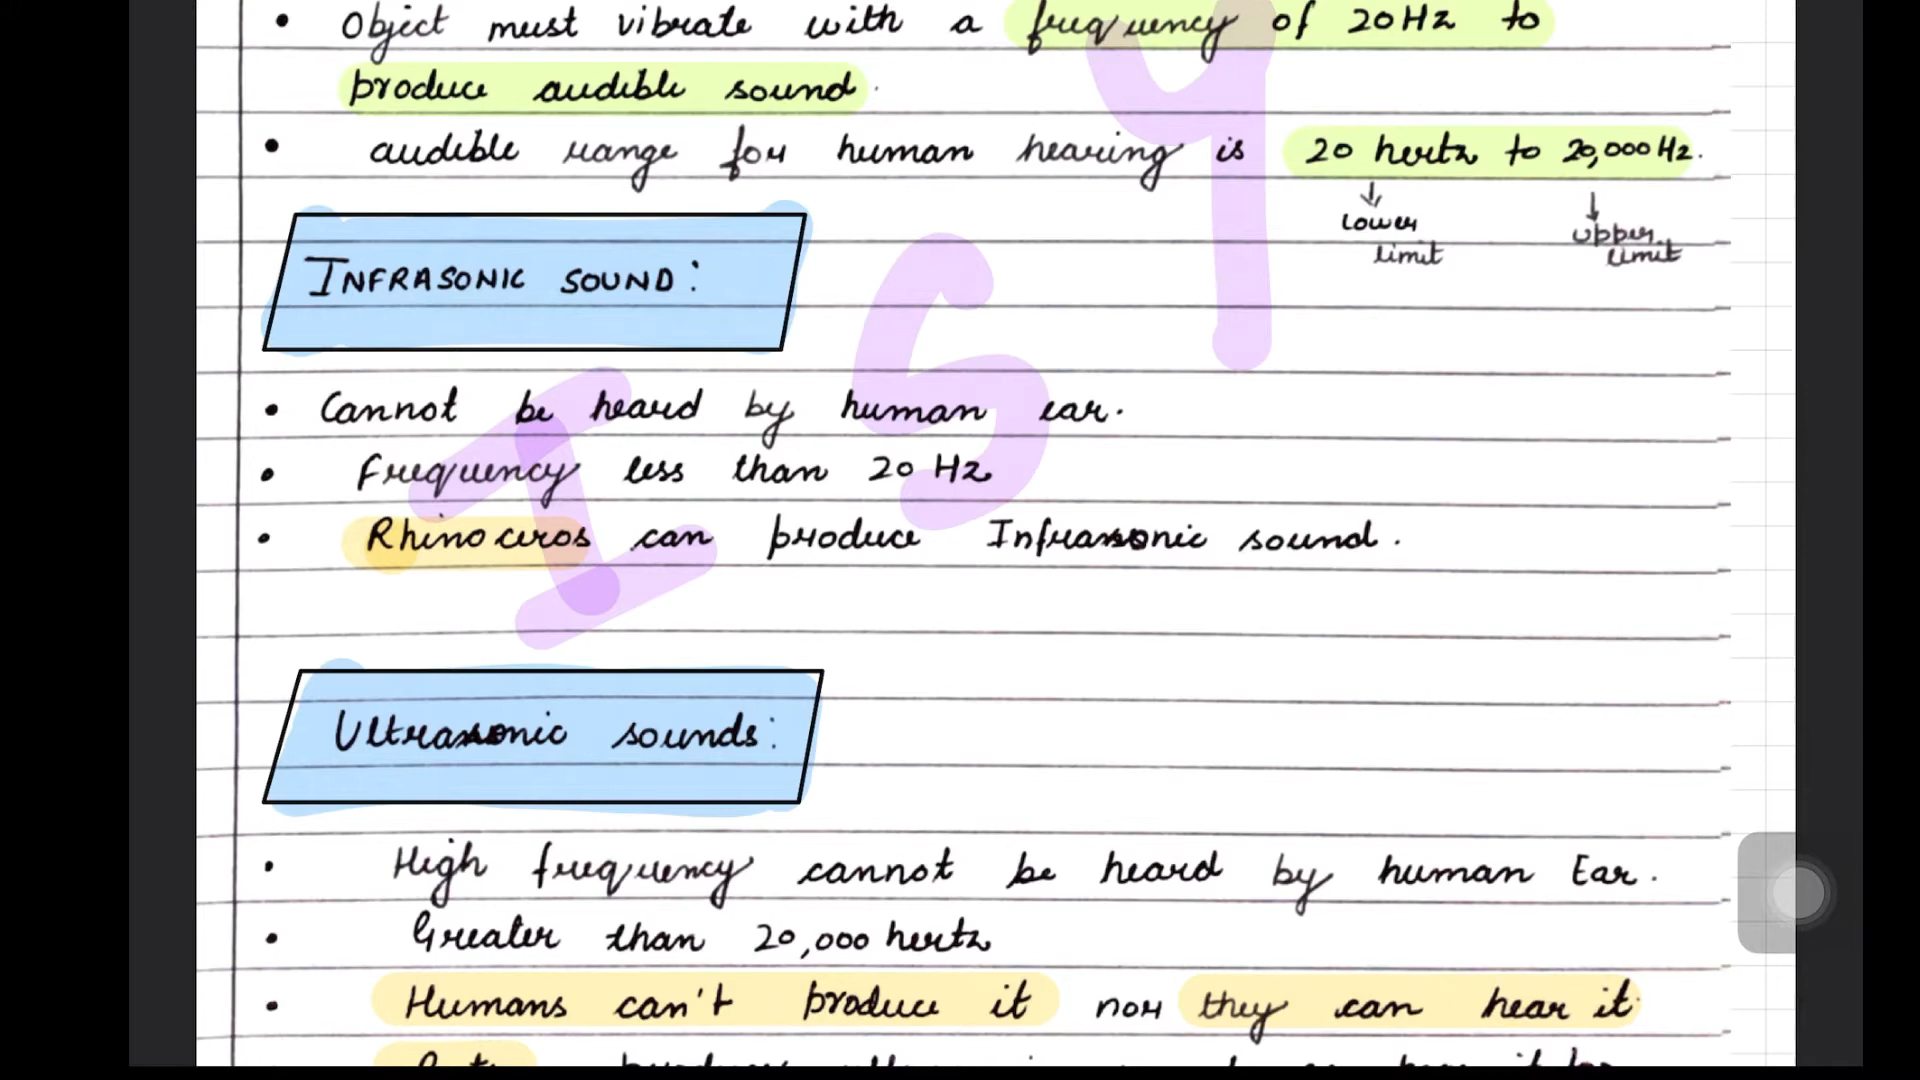 • Object must vibrate with a frequency of 20Hz to
produce audible sound.
• audible range for human hearing is 20 hertz to 20,000 Hz.
↓ ↓
Lower limit
upper limit
INFRASONIC SOUND:
• Cannot be heard by human ear.
• Frequency less than 20 Hz
• Rhinoceros can produce Infrasonic sound.
Ultrasonic sounds:
• High frequency cannot be heard by human Ear.
• Greater than 20,000 hertz
• Humans can't produce it nor they can hear it.
ISY